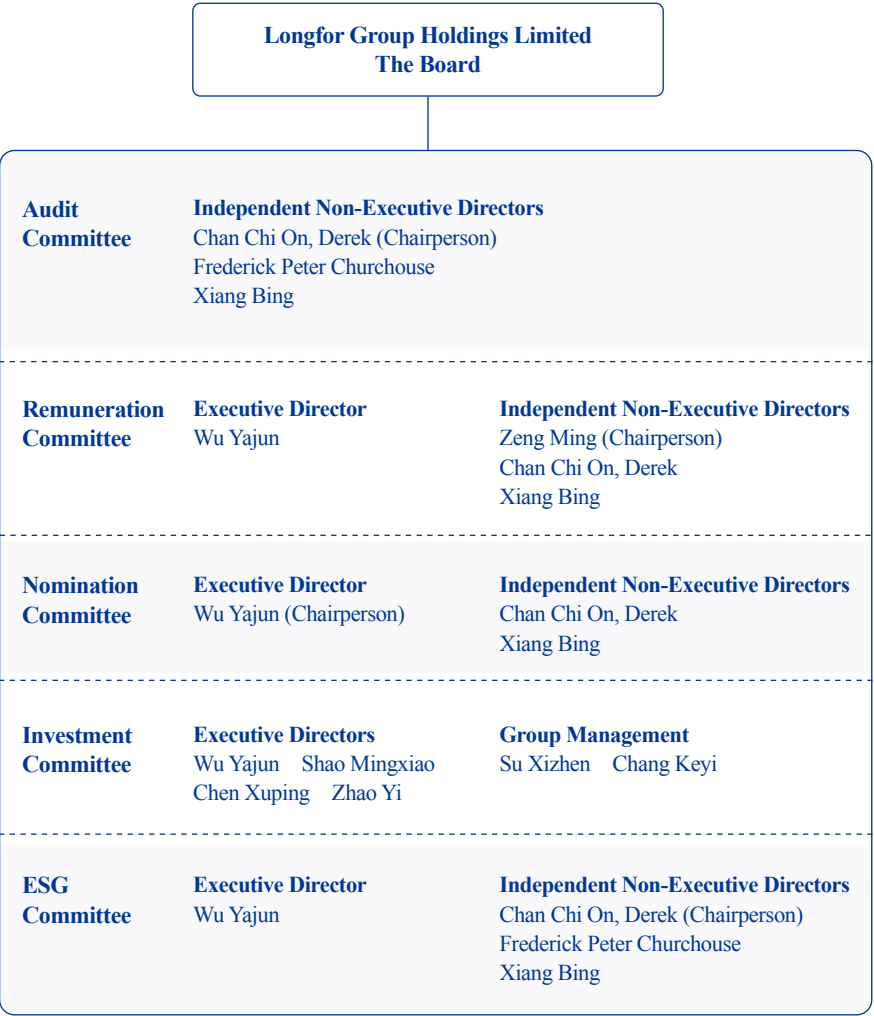 Longfor Group Holdings Limited
The Board
Audit
Committee
Independent Non-Executive Directors
Chan Chi On, Derek (Chairperson)
Frederick Peter Churchouse
Xiang Bing
Remuneration
Committee
Executive Director
Wu Yajun
Independent Non-Executive Directors
Zeng Ming (Chairperson)
Chan Chi On, Derek
Xiang Bing
Nomination
Committee
Executive Director
Wu Yajun (Chairperson)
Independent Non-Executive Directors
Chan Chi On, Derek
Xiang Bing
Investment
Committee
Executive Directors
Wu Yajun Shao Mingxiao
Chen Xuping Zhao Yi
Group Management
Su Xizhen Chang Keyi
ESG
Committee
Executive Director
Wu Yajun
Independent Non-Executive Directors
Chan Chi On, Derek (Chairperson)
Frederick Peter Churchouse
Xiang Bing